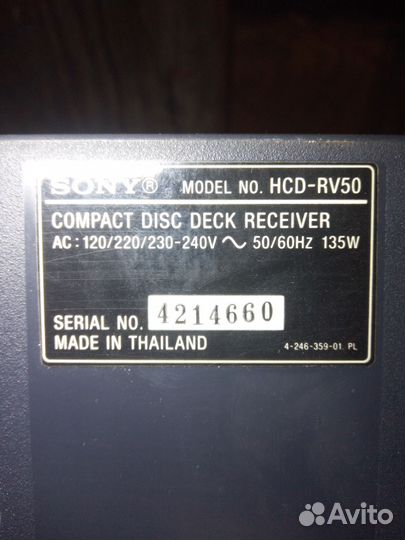 SONY® MODEL NO. HCD-RV50
COMPACT DISC DECK RECEIVER
AC: 120/220/230-240V ~ 50/60Hz 135W
SERIAL NO. 4214660
MADE IN THAILAND 4-246-359-01 PL
Avito